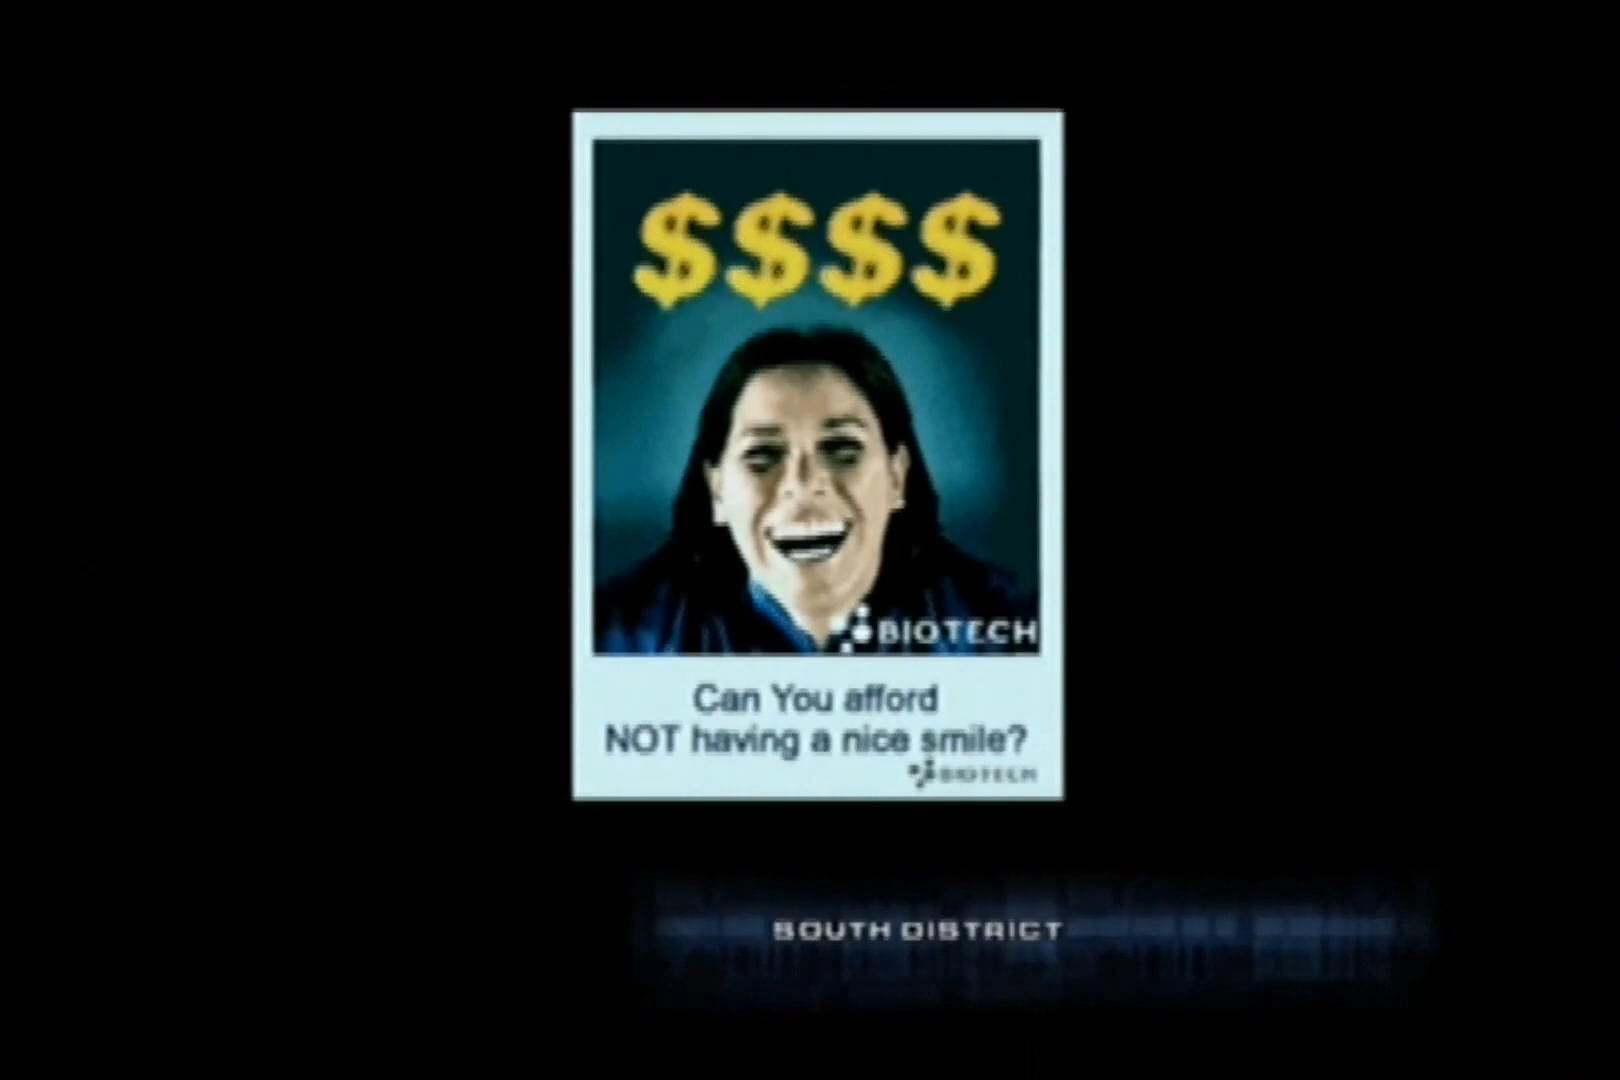 $$$$
BIOTECH
Can You afford
NOT having a nice smile?
BIOTECH
SOUTH DISTRICT